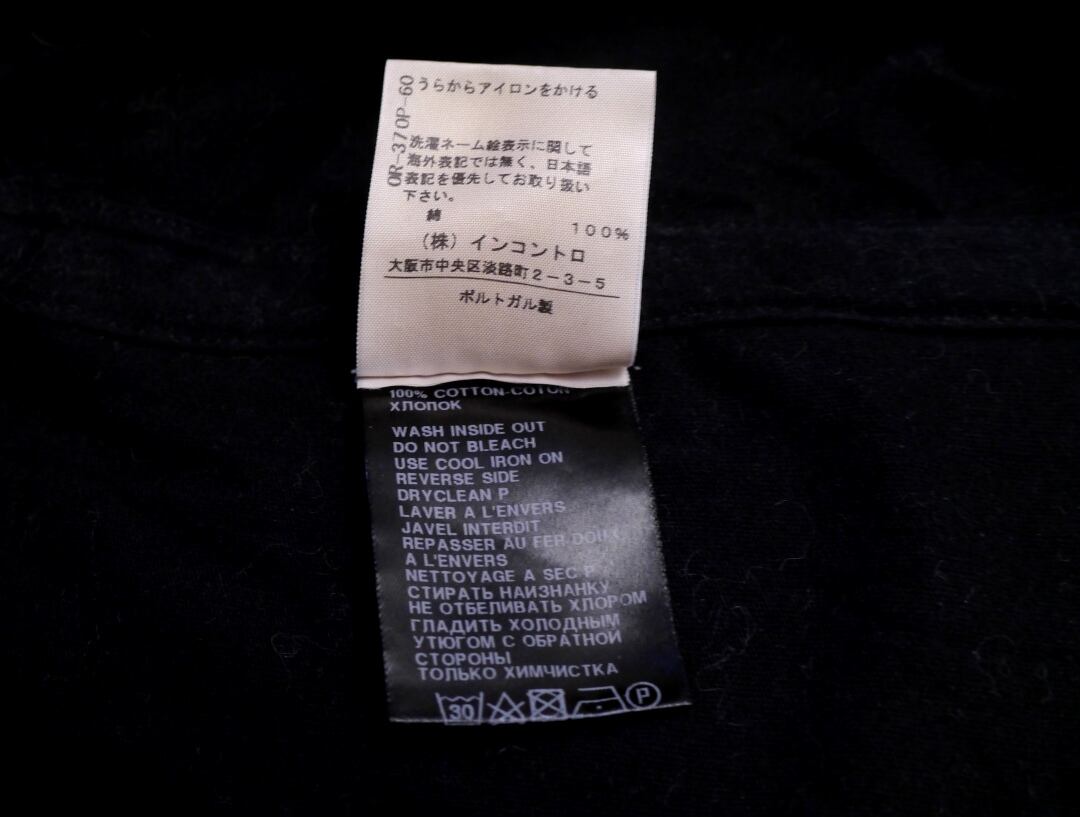 うらからアイロンをかける
OR-370P-60
洗濯ネーム絵表示に関して
海外表記では無く、日本語
表記を優先してお取り扱い
下さい。
綿 100%
(株) インコントロ
大阪市中央区淡路町2-3-5
ポルトガル製
100% COTTON-COTON
ХЛОПОК
WASH INSIDE OUT
DO NOT BLEACH
USE COOL IRON ON
REVERSE SIDE
DRYCLEAN P
LAVER A L'ENVERS
JAVEL INTERDIT
REPASSER AU FER DOUX
A L'ENVERS
NETTOYAGE A SEC P
СТИРАТЬ НАИЗНАНКУ
НЕ ОТБЕЛИВАТЬ ХЛОРОМ
ГЛАДИТЬ ХОЛОДНЫМ
УТЮГОМ С ОБРАТНОЙ
СТОРОНЫ
ТОЛЬКО ХИМЧИСТКА
30 P